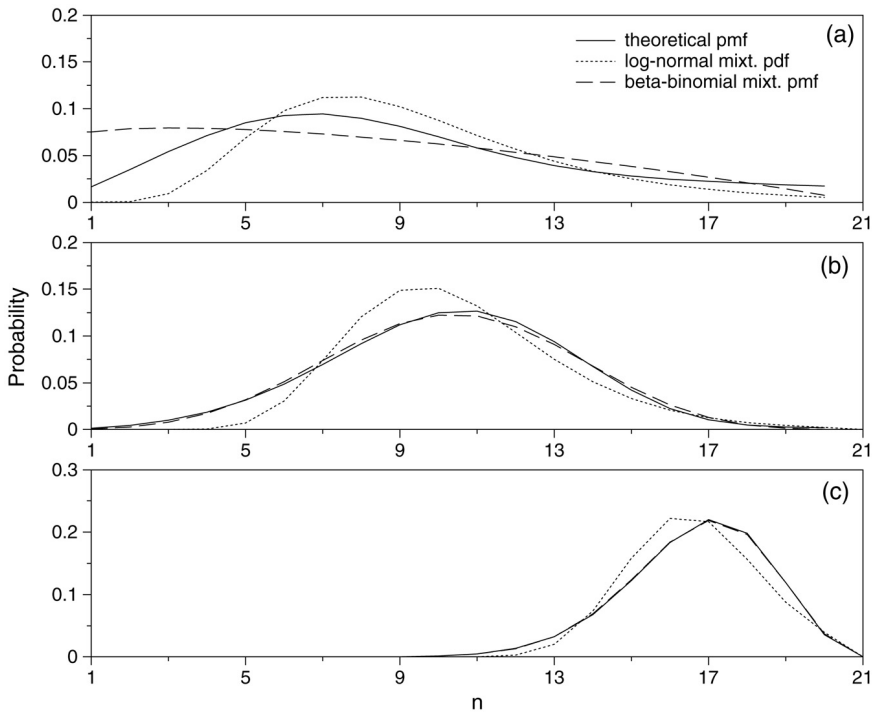 0.2
(a)
theoretical pmf
log-normal mixt. pdf
beta-binomial mixt. pmf
0.15
0.1
0.05
0
1 5 9 13 17 21
0.2
(b)
0.15
0.1
0.05
0
1 5 9 13 17 21
Probability
0.3
(c)
0.2
0.1
0
1 5 9 13 17 21
n